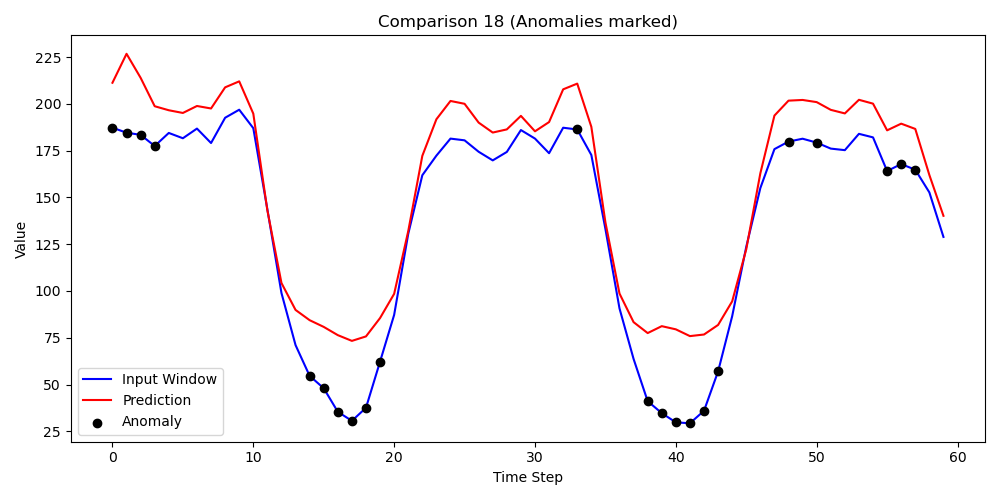 Comparison 18 (Anomalies marked)
225
200
175
150
125
100
75
50
25
Value
Input Window
Prediction
Anomaly
0 10 20 30 40 50 60
Time Step